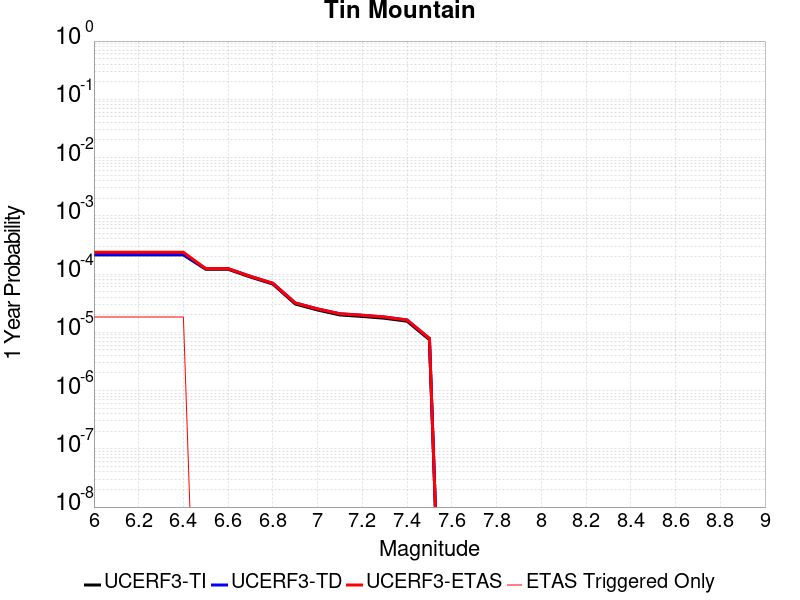 Tin Mountain
10^0
10^-1
10^-2
10^-3
10^-4
10^-5
10^-6
10^-7
10^-8
1 Year Probability
6 6.2 6.4 6.6 6.8 7 7.2 7.4 7.6 7.8 8 8.2 8.4 8.6 8.8 9
Magnitude
UCERF3-TI UCERF3-TD UCERF3-ETAS ETAS Triggered Only